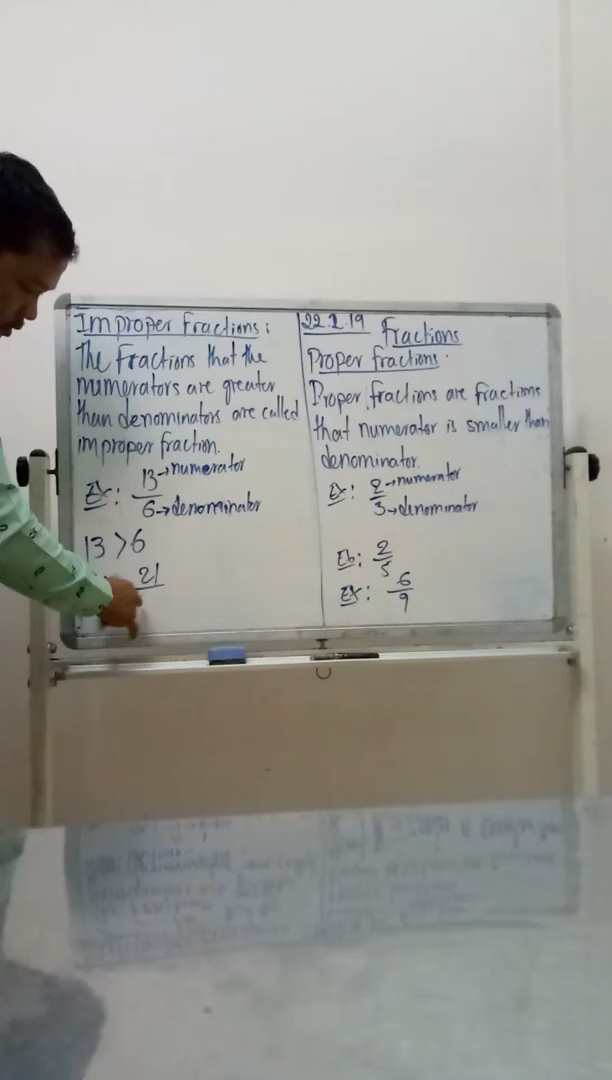 Improper Fractions:
The Fractions that the
numerators are greater
than denominators are called
improper fraction.
Ex: 13 → numerator
6 → denominator
13 > 6
21
22.2.19 Fractions
Proper fractions.
Proper fractions are fractions
that numerator is smaller than
denominator.
Ex: 2 → numerator
3 → denominator
2
5
Ex: 6
9